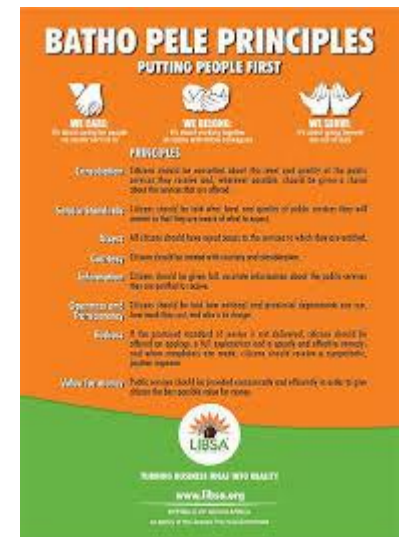 BATHO PELE PRINCIPLES
PUTTING PEOPLE FIRST
WE CARE:
WE BELONG:
WE SERVE:
PRINCIPLES
Consultation: Citizens should be consulted about the level and quality of the public
services they receive and, wherever possible, should be given a choice
about the services that are offered.
Service Standards: Citizens should be told what level and quality of public services they will
receive so that they are aware of what to expect.
Access: All citizens should have equal access to the services to which they are entitled.
Courtesy: Citizens should be treated with courtesy and consideration.
Information: Citizens should be given full, accurate information about the public services
they are entitled to receive.
Openness and Transparency: Citizens should be told how national and provincial departments are run,
how much they cost, and who is in charge.
Redress: If the promised standard of service is not delivered, citizens should be
offered an apology, a full explanation and a speedy and effective remedy;
and when complaints are made, citizens should receive a sympathetic,
positive response.
Value for money: Public services should be provided economically and efficiently in order to give
citizens the best possible value for money.
LIBSA
TURNING BUSINESS IDEAS INTO REALITY
www.libsa.org
REPUBLIC OF SOUTH AFRICA